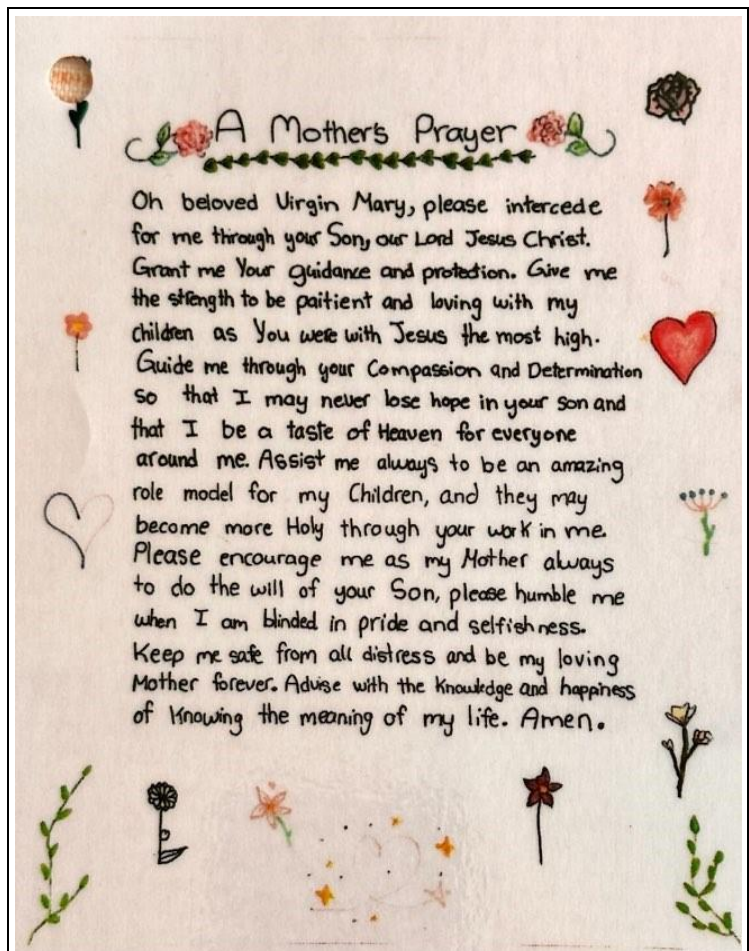 A Mother's Prayer
Oh beloved Virgin Mary, please intercede
for me through your Son, our Lord Jesus Christ.
Grant me Your guidance and protection. Give me
the strength to be paitient and loving with my
children as You were with Jesus the most high.
Guide me through your Compassion and Determination
so that I may never lose hope in your son and
that I be a taste of Heaven for everyone
around me. Assist me always to be an amazing
role model for my Children, and they may
become more Holy through your work in me.
Please encourage me as my Mother always
to do the will of your Son, please humble me
when I am blinded in pride and selfishness.
Keep me safe from all distress and be my loving
Mother forever. Advise with the Knowledge and happiness
of Knowing the meaning of my life. Amen.